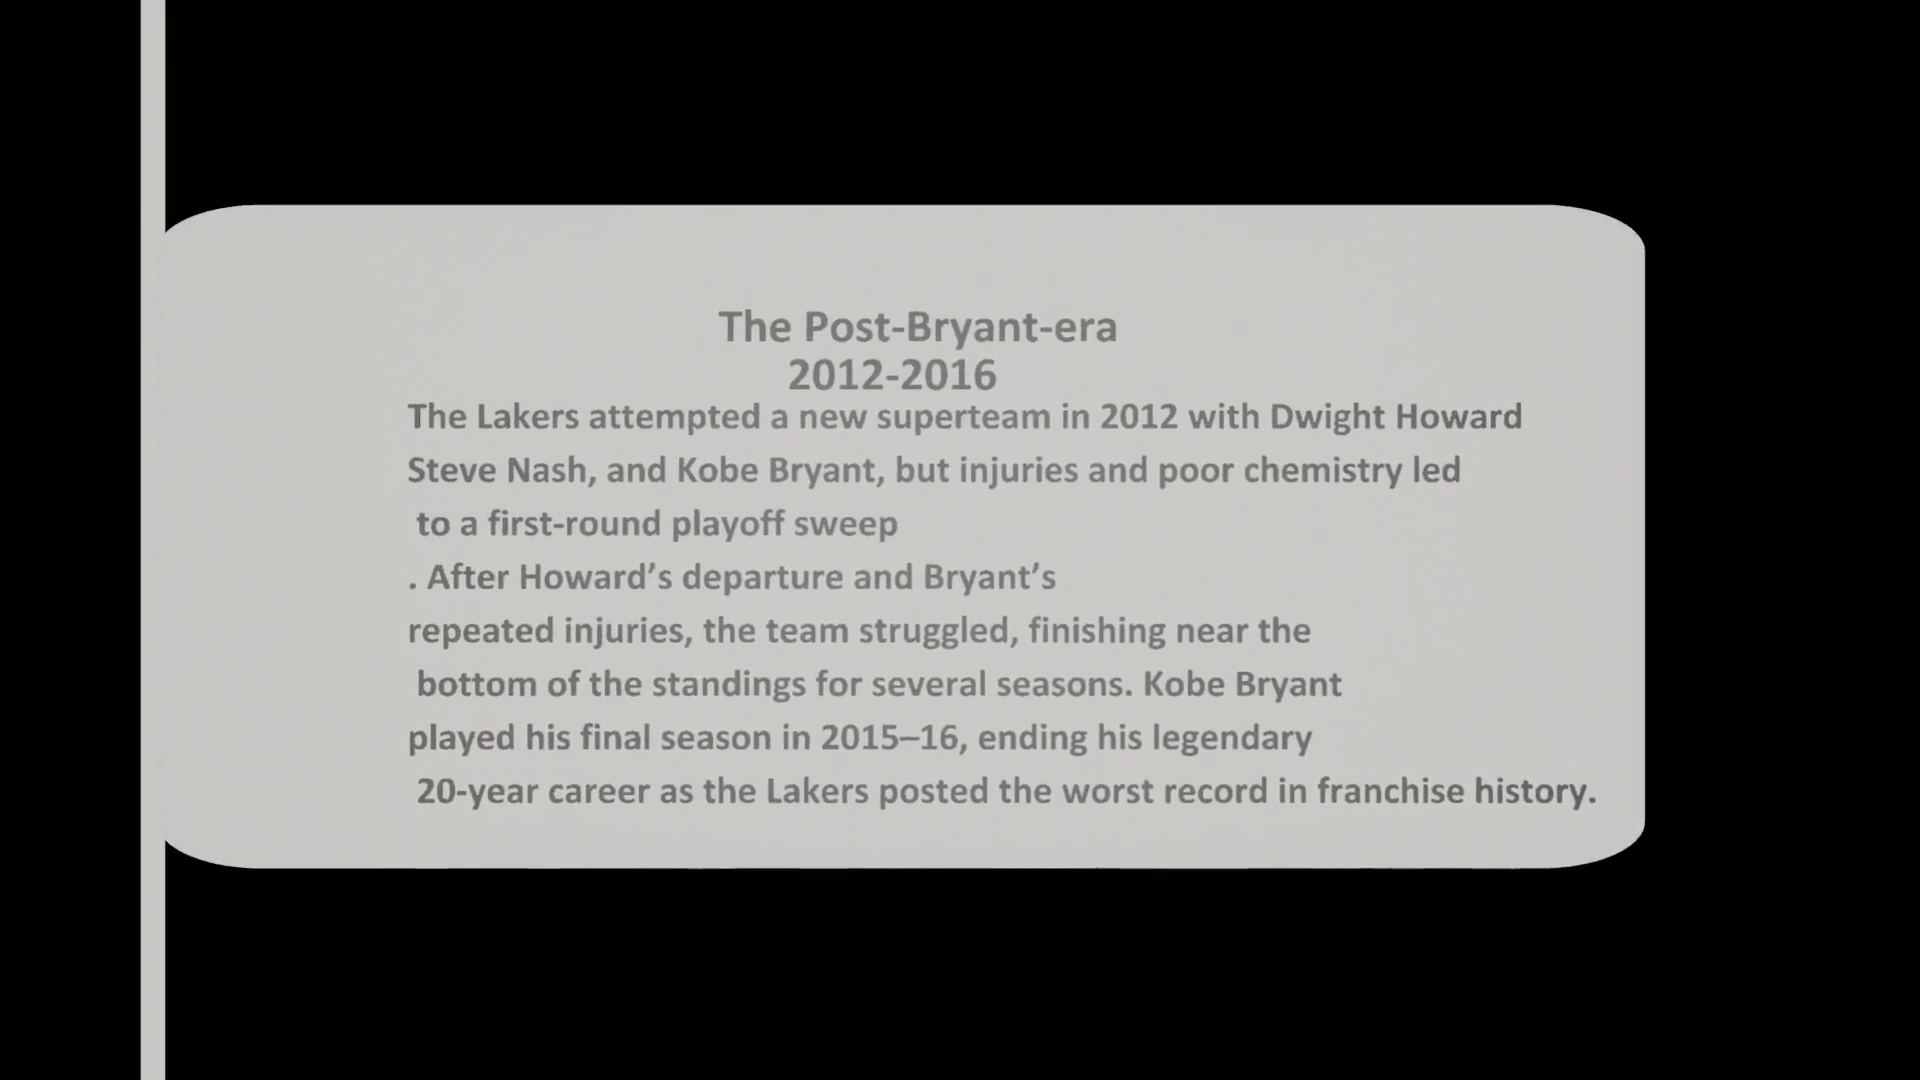 The Post-Bryant-era
2012-2016
The Lakers attempted a new superteam in 2012 with Dwight Howard
Steve Nash, and Kobe Bryant, but injuries and poor chemistry led
to a first-round playoff sweep
. After Howard’s departure and Bryant’s
repeated injuries, the team struggled, finishing near the
bottom of the standings for several seasons. Kobe Bryant
played his final season in 2015–16, ending his legendary
20-year career as the Lakers posted the worst record in franchise history.